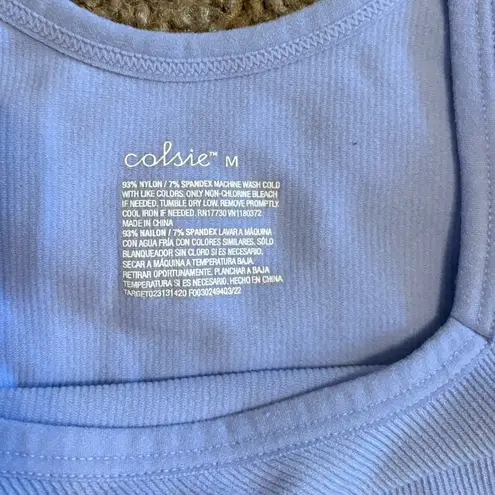 colsie™ M
93% NYLON / 7% SPANDEX MACHINE WASH COLD
WITH LIKE COLORS. ONLY NON-CHLORINE BLEACH
IF NEEDED. TUMBLE DRY LOW. REMOVE PROMPTLY.
COOL IRON IF NEEDED. RN17730 VN1180372
MADE IN CHINA
93% NAILON / 7% SPANDEX LAVAR A MÁQUINA
CON AGUA FRÍA CON COLORES SIMILARES. SÓLO
BLANQUEADOR SIN CLORO SI ES NECESARIO.
SECAR A MÁQUINA A TEMPERATURA BAJA.
RETIRAR OPORTUNAMENTE. PLANCHAR A BAJA
TEMPERATURA SI ES NECESARIO. HECHO EN CHINA.
TARGET023131420 F0030249403/22